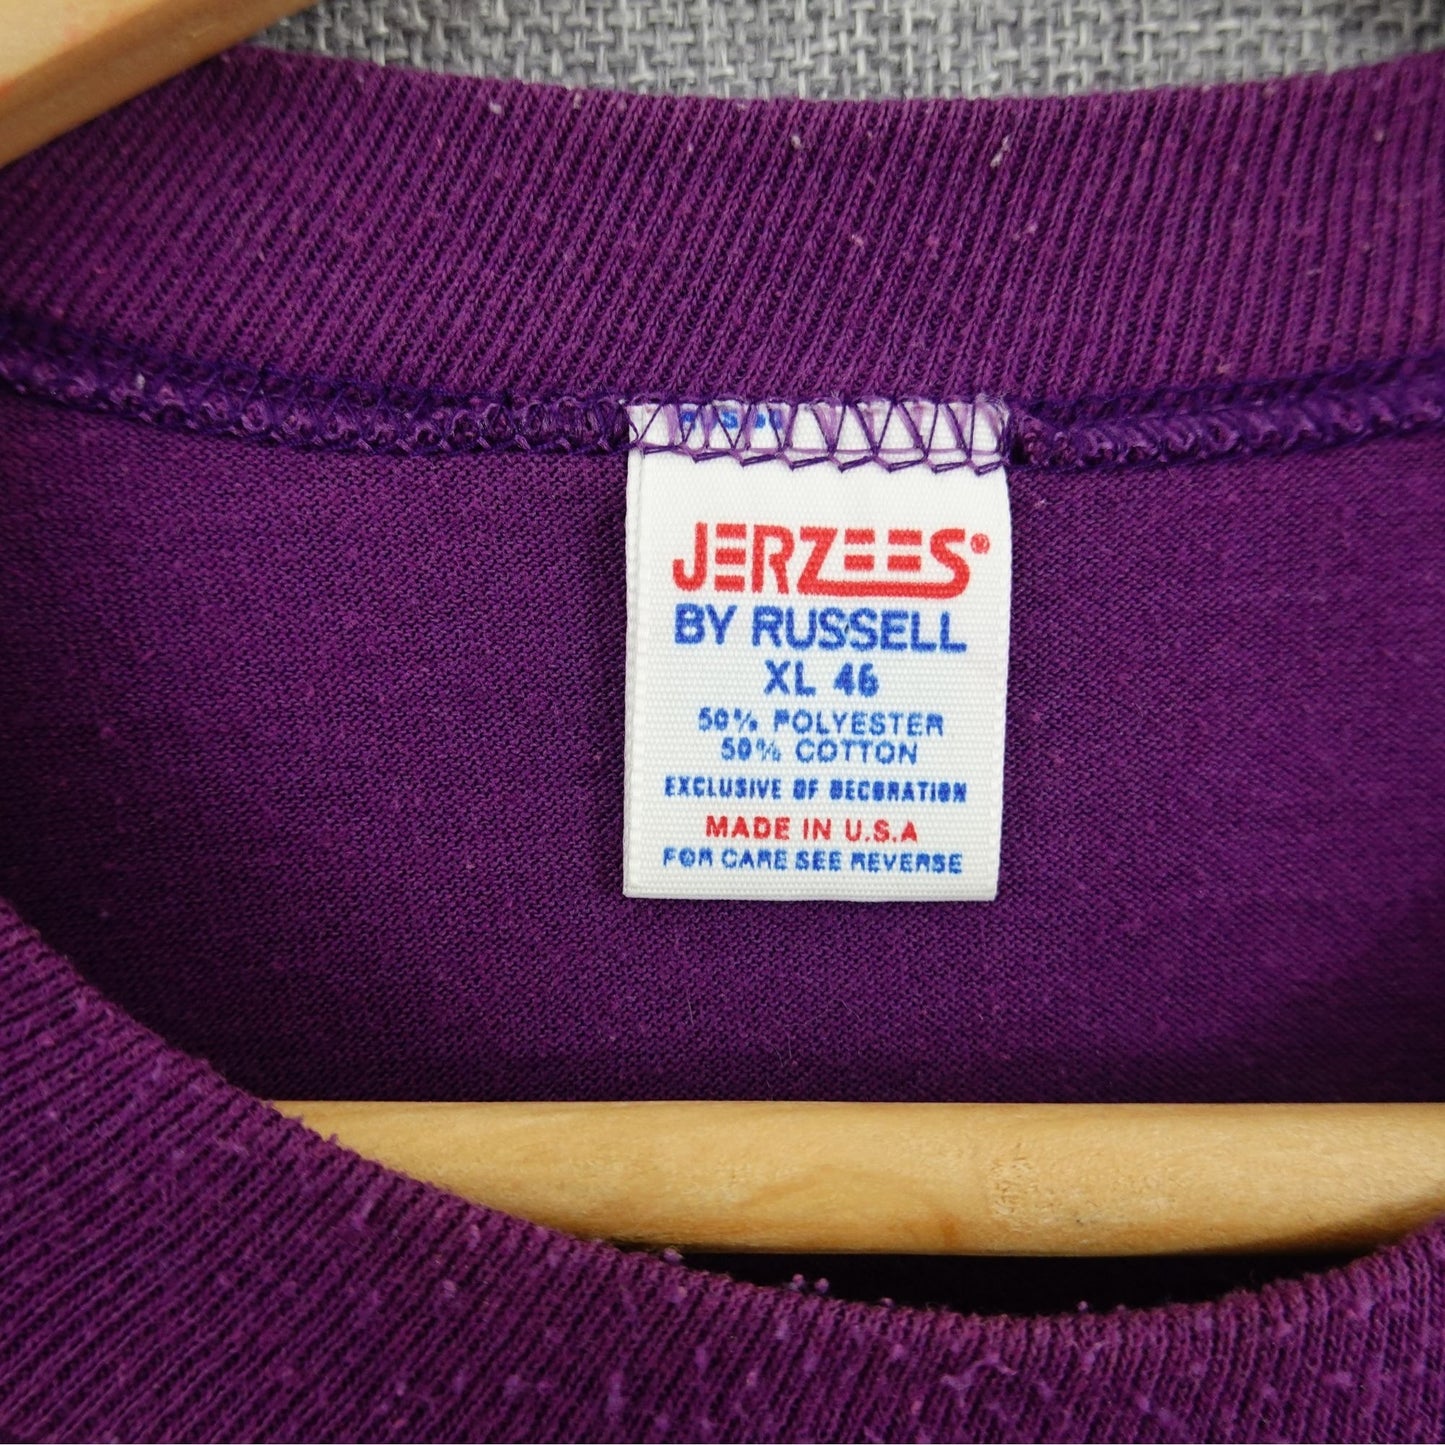 JERZEES®
BY RUSSELL
XL 46
50% POLYESTER
50% COTTON
EXCLUSIVE OF DECORATION
MADE IN U.S.A
FOR CARE SEE REVERSE